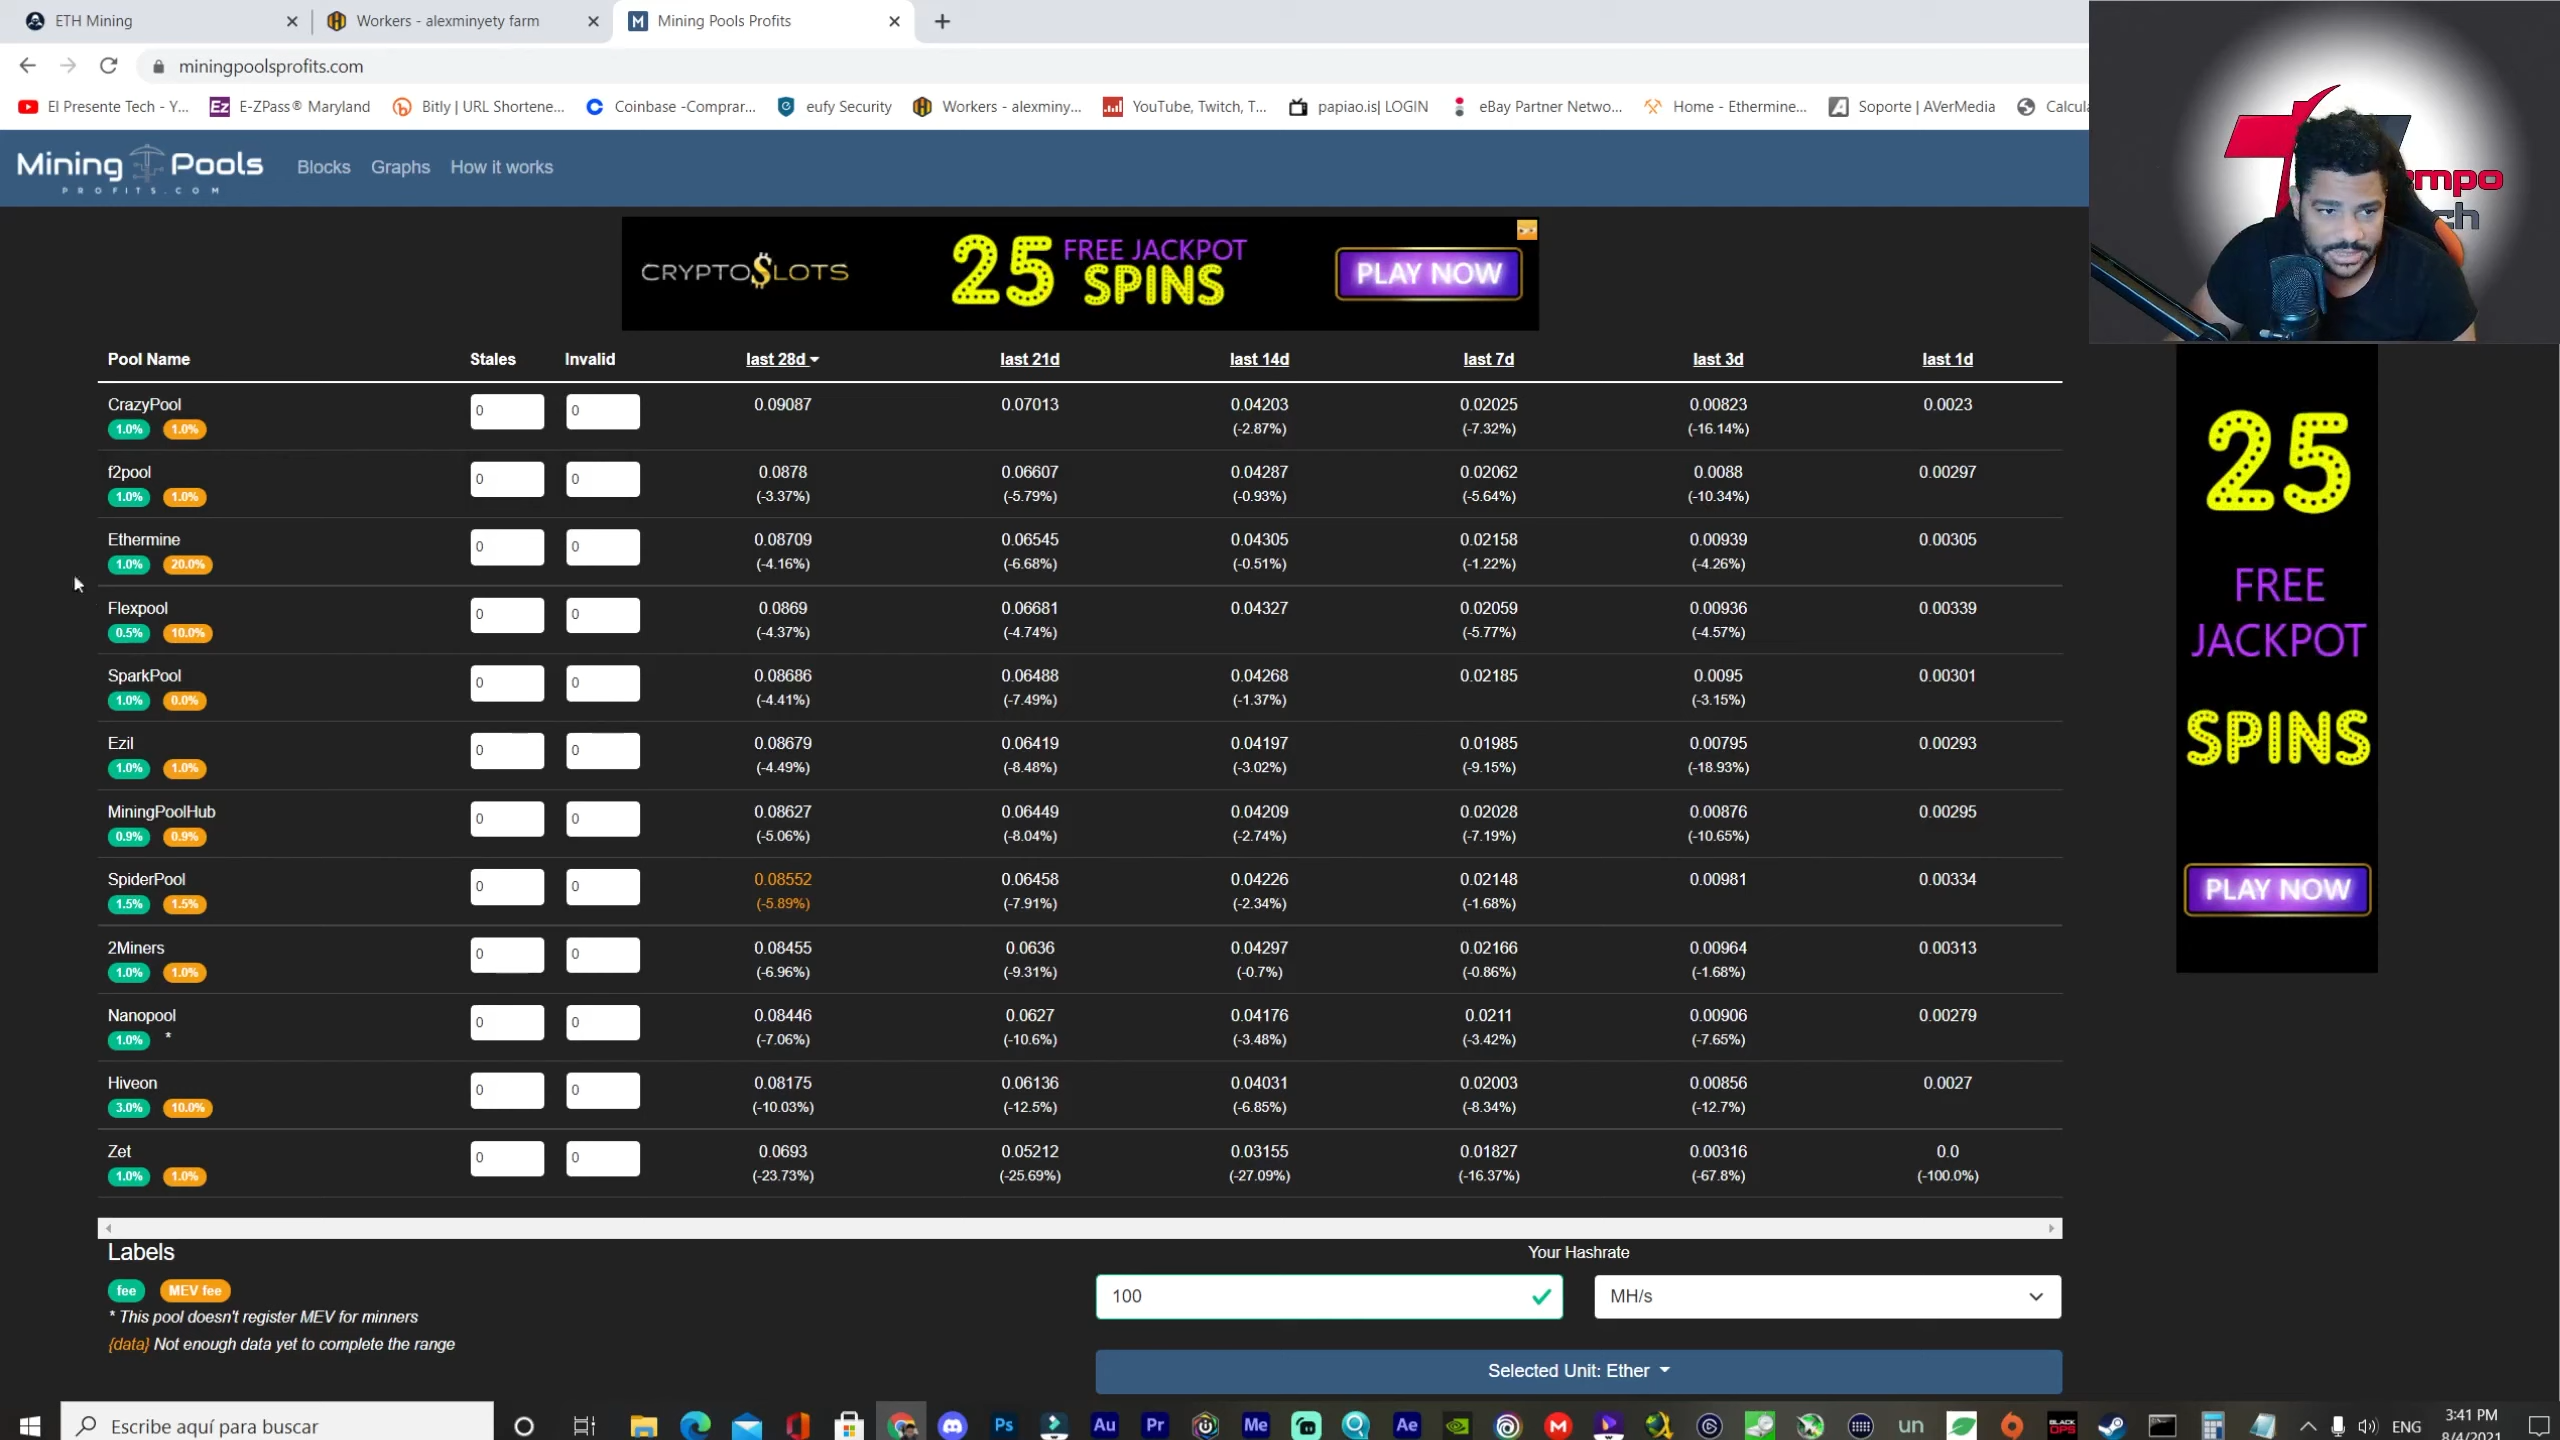 ETH Mining
Workers - alexminyety farm
Mining Pools Profits
miningpoolsprofits.com
El Presente Tech - Y... E-ZPass® Maryland Bitly | URL Shortene... Coinbase -Comprar... eufy Security Workers - alexminy... YouTube, Twitch, T... papiao.is| LOGIN eBay Partner Netwo... Home - Ethermine... Soporte | AVerMedia Calcula
Mining Pools
PROFITS.COM
Blocks Graphs How it works
CRYPTO$LOTS 25 FREE JACKPOT SPINS PLAY NOW
Pool Name Stales Invalid last 28d last 21d last 14d last 7d last 3d last 1d
CrazyPool 0 0 0.09087 0.07013 0.04203 0.02025 0.00823 0.0023
1.0% 1.0% (-2.87%) (-7.32%) (-16.14%)
f2pool 0 0 0.0878 0.06607 0.04287 0.02062 0.0088 0.00297
1.0% 1.0% (-3.37%) (-5.79%) (-0.93%) (-5.64%) (-10.34%)
Ethermine 0 0 0.08709 0.06545 0.04305 0.02158 0.00939 0.00305
1.0% 20.0% (-4.16%) (-6.68%) (-0.51%) (-1.22%) (-4.26%)
Flexpool 0 0 0.0869 0.06681 0.04327 0.02059 0.00936 0.00339
0.5% 10.0% (-4.37%) (-4.74%) (-5.77%) (-4.57%)
SparkPool 0 0 0.08686 0.06488 0.04268 0.02185 0.0095 0.00301
1.0% 0.0% (-4.41%) (-7.49%) (-1.37%) (-3.15%)
Ezil 0 0 0.08679 0.06419 0.04197 0.01985 0.00795 0.00293
1.0% 1.0% (-4.49%) (-8.48%) (-3.02%) (-9.15%) (-18.93%)
MiningPoolHub 0 0 0.08627 0.06449 0.04209 0.02028 0.00876 0.00295
0.9% 0.9% (-5.06%) (-8.04%) (-2.74%) (-7.19%) (-10.65%)
SpiderPool 0 0 0.08552 0.06458 0.04226 0.02148 0.00981 0.00334
1.5% 1.5% (-5.89%) (-7.91%) (-2.34%) (-1.68%)
2Miners 0 0 0.08455 0.0636 0.04297 0.02166 0.00964 0.00313
1.0% 1.0% (-6.96%) (-9.31%) (-0.7%) (-0.86%) (-1.68%)
Nanopool 0 0 0.08446 0.0627 0.04176 0.0211 0.00906 0.00279
1.0% * (-7.06%) (-10.6%) (-3.48%) (-3.42%) (-7.65%)
Hiveon 0 0 0.08175 0.06136 0.04031 0.02003 0.00856 0.0027
3.0% 10.0% (-10.03%) (-12.5%) (-6.85%) (-8.34%) (-12.7%)
Zet 0 0 0.0693 0.05212 0.03155 0.01827 0.00316 0.0
1.0% 1.0% (-23.73%) (-25.69%) (-27.09%) (-16.37%) (-67.8%) (-100.0%)
25
FREE
JACKPOT
SPINS
PLAY NOW
Labels
fee MEV fee
* This pool doesn't register MEV for minners
{data} Not enough data yet to complete the range
Your Hashrate
100 MH/s
Selected Unit: Ether
Escribe aquí para buscar
Ps Au Pr Me Ae un
BLACK OPS
ENG
3:41 PM
8/4/2021
mpo
ch